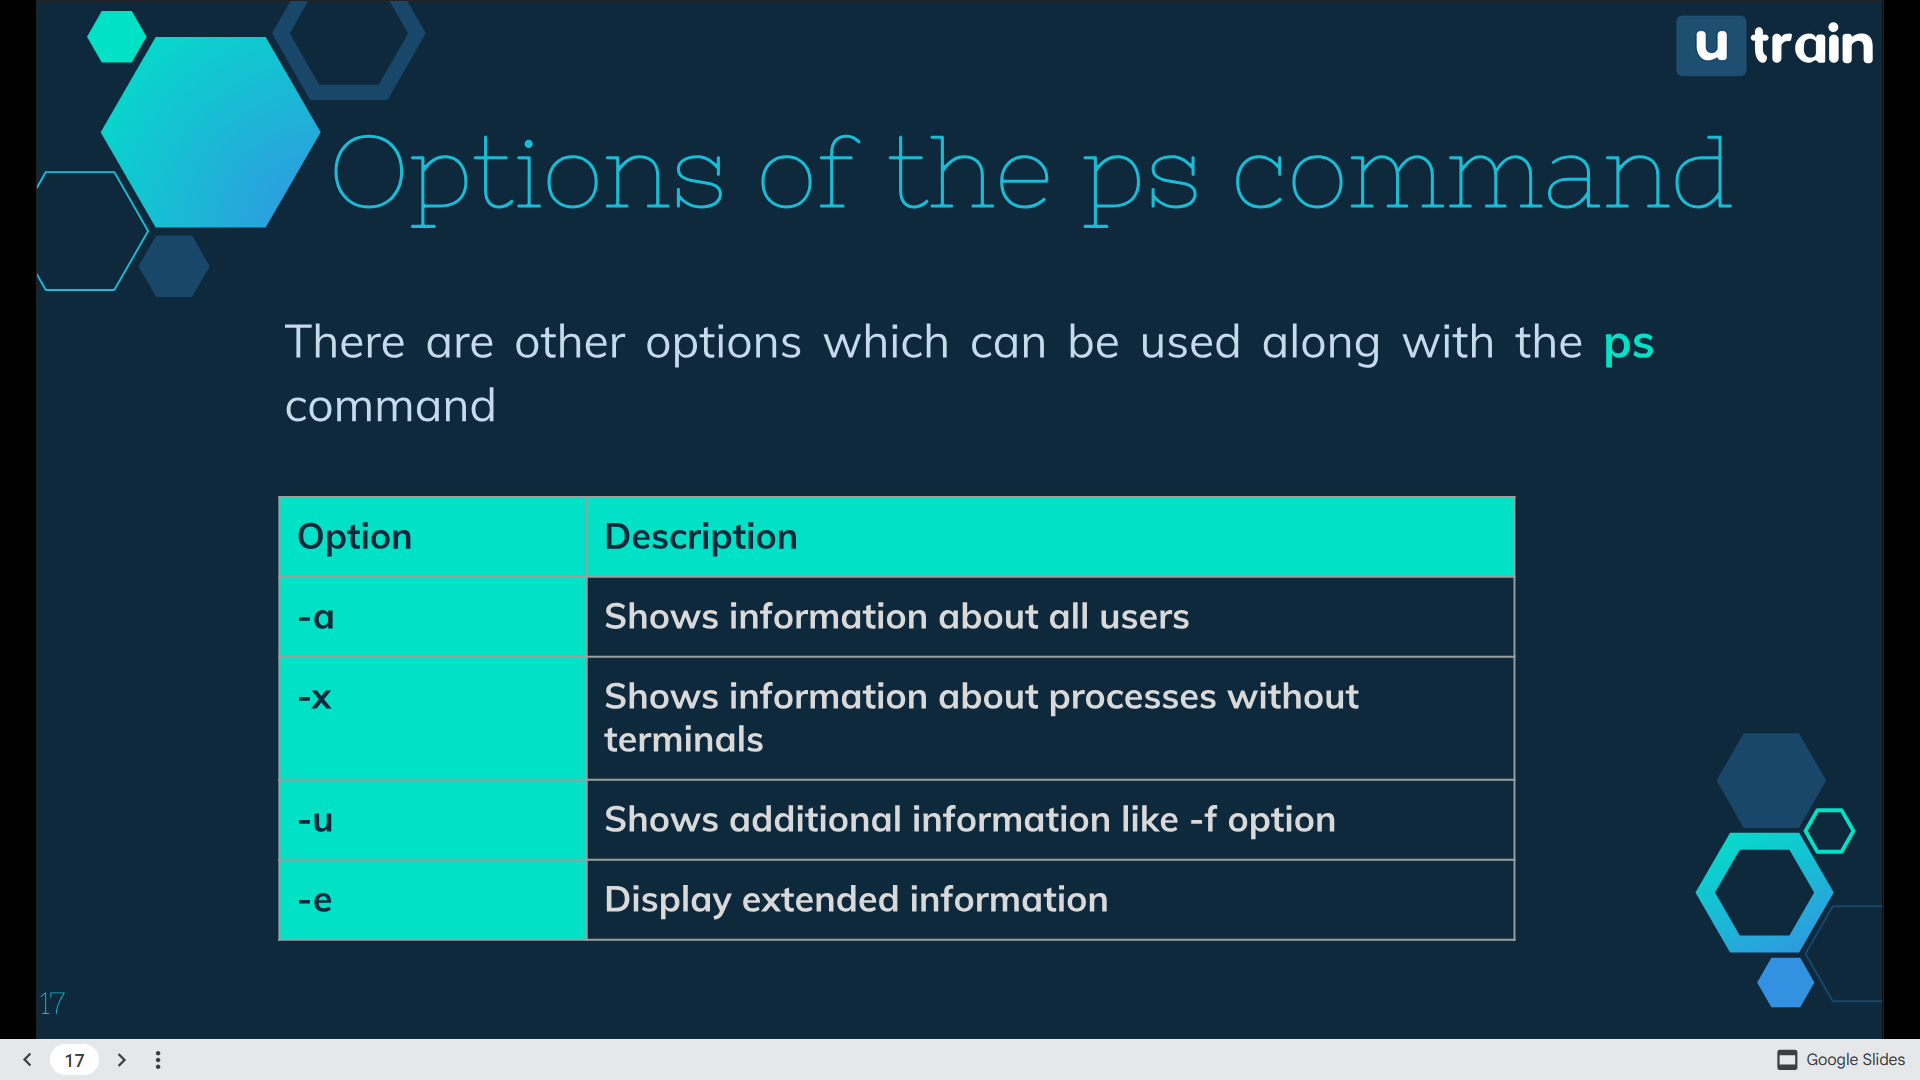 u train
Options of the ps command
There are other options which can be used along with the ps
command
Option Description
-a Shows information about all users
-x Shows information about processes without
terminals
-u Shows additional information like -f option
-e Display extended information
17
17
Google Slides